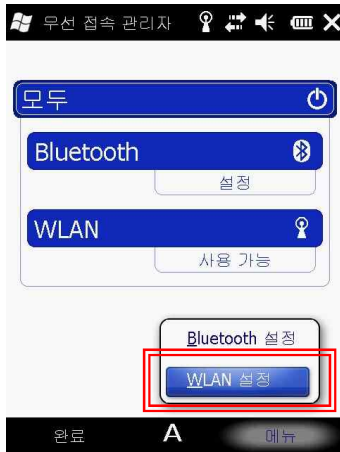 무선 접속 관리자
모두
Bluetooth
설정
WLAN
사용 가능
Bluetooth 설정
WLAN 설정
완료 A 메뉴